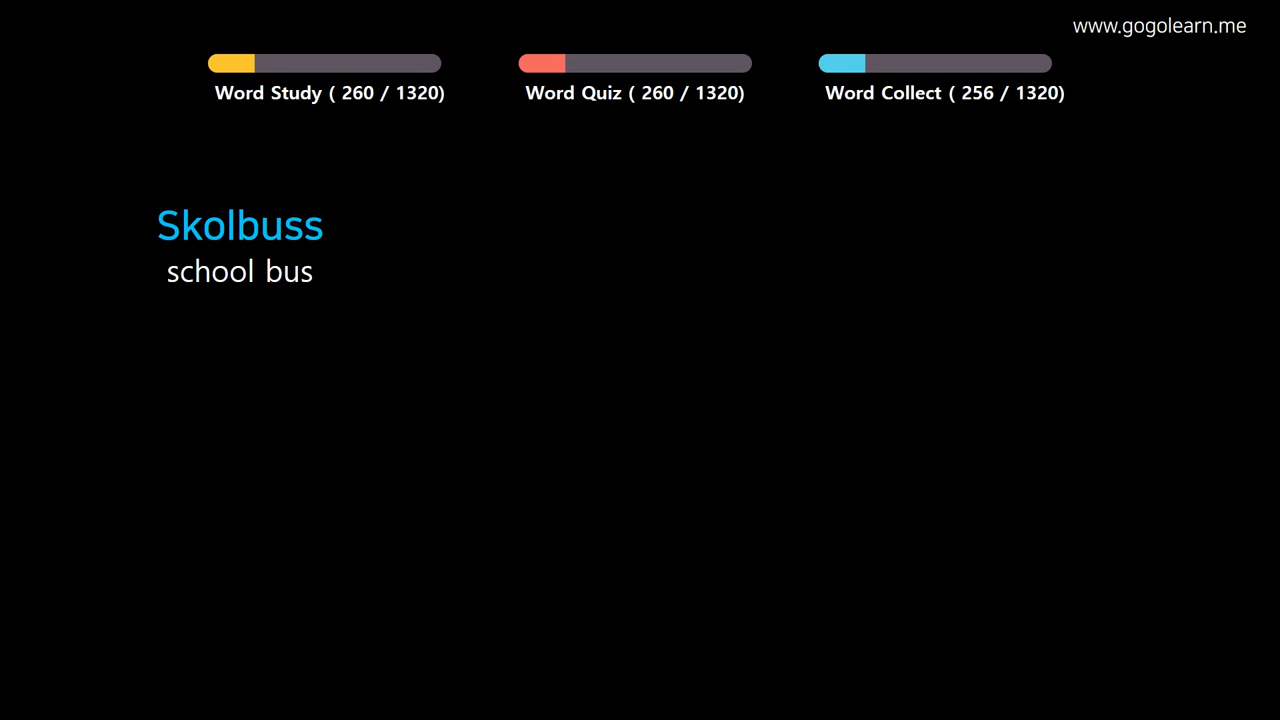 www.gogolearn.me
Word Study ( 260 / 1320)
Word Quiz ( 260 / 1320)
Word Collect ( 256 / 1320)
Skolbuss
school bus